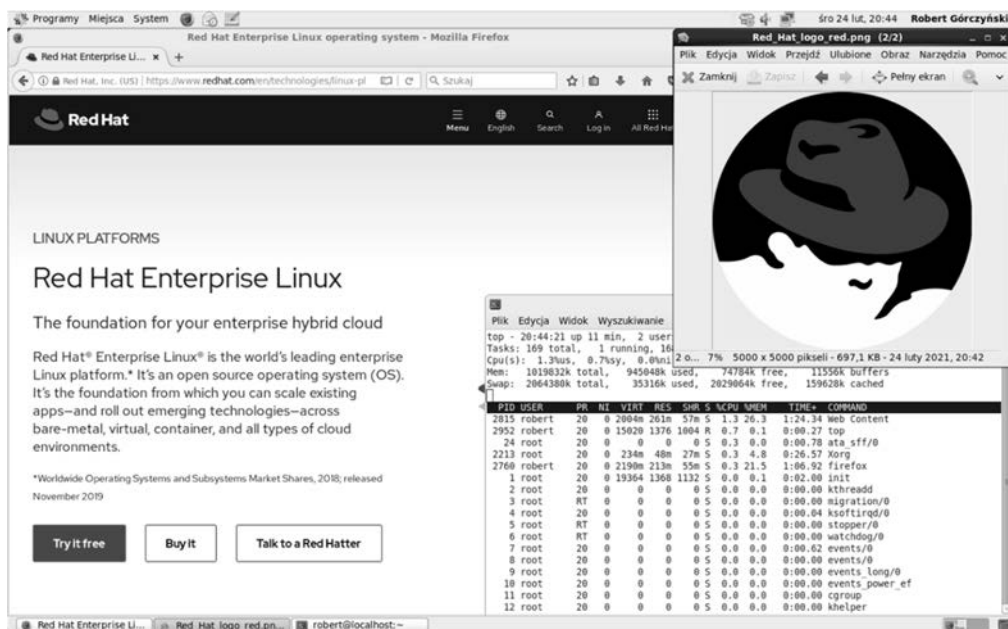 Programy Miejsca System
śro 24 lut, 20:44 Robert Górczyński
Red Hat Enterprise Linux operating system - Mozilla Firefox
Red Hat Enterprise Li... × +
Red Hat, Inc. (US) https://www.redhat.com/en/technologies/linux-pl
Szukaj
Red Hat
Menu English Search Log in All Red Hat
LINUX PLATFORMS
Red Hat Enterprise Linux
The foundation for your enterprise hybrid cloud
Red Hat® Enterprise Linux® is the world's leading enterprise
Linux platform.* It's an open source operating system (OS).
It's the foundation from which you can scale existing
apps—and roll out emerging technologies—across
bare-metal, virtual, container, and all types of cloud
environments.
*Worldwide Operating Systems and Subsystems Market Shares, 2018; released
November 2019
Try it free Buy it Talk to a Red Hatter
Red_Hat_logo_red.png (2/2)
Plik Edycja Widok Przejdź Ulubione Obraz Narzędzia Pomoc
Zamknij Zapisz Pełny ekran
2 o... 7% 5000 x 5000 pikseli - 697,1 KB - 24 luty 2021, 20:42
Plik Edycja Widok Wyszukiwanie
top - 20:44:21 up 11 min, 2 user
Tasks: 169 total, 1 running, 16
Cpu(s): 1.3%us, 0.7%sy, 0.0%ni
Mem: 1019832k total, 945048k used, 74784k free, 11556k buffers
Swap: 2064380k total, 35316k used, 2029064k free, 159628k cached
PID USER PR NI VIRT RES SHR S %CPU %MEM TIME+ COMMAND
2815 robert 20 0 2004m 261m 57m S 1.3 26.3 1:24.34 Web Content
2952 robert 20 0 15020 1376 1004 R 0.7 0.1 0:00.27 top
24 root 20 0 0 0 0 S 0.3 0.0 0:00.78 ata_sff/0
2213 root 20 0 234m 48m 27m S 0.3 4.8 0:26.57 Xorg
2760 robert 20 0 2190m 213m 55m S 0.3 21.5 1:06.92 firefox
1 root 20 0 19364 1368 1132 S 0.0 0.1 0:02.00 init
2 root 20 0 0 0 0 S 0.0 0.0 0:00.00 kthreadd
3 root RT 0 0 0 0 S 0.0 0.0 0:00.00 migration/0
4 root 20 0 0 0 0 S 0.0 0.0 0:00.04 ksoftirqd/0
5 root RT 0 0 0 0 S 0.0 0.0 0:00.00 stopper/0
6 root RT 0 0 0 0 S 0.0 0.0 0:00.00 watchdog/0
7 root 20 0 0 0 0 S 0.0 0.0 0:00.62 events/0
8 root 20 0 0 0 0 S 0.0 0.0 0:00.00 events/0
9 root 20 0 0 0 0 S 0.0 0.0 0:00.00 events_long/0
10 root 20 0 0 0 0 S 0.0 0.0 0:00.00 events_power_ef
11 root 20 0 0 0 0 S 0.0 0.0 0:00.00 cgroup
12 root 20 0 0 0 0 S 0.0 0.0 0:00.00 khelper
Red Hat Enterprise Li... Red_Hat_logo_red.pn... robert@localhost:~